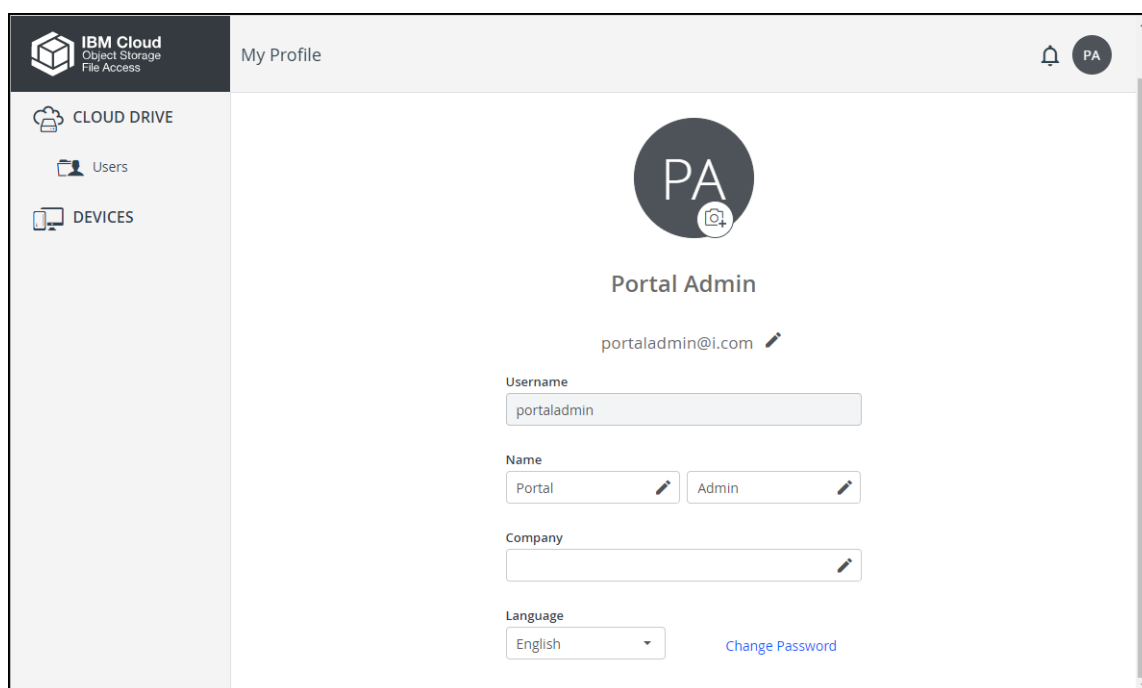 IBM Cloud
Object Storage
File Access
My Profile
PA
CLOUD DRIVE
Users
DEVICES
PA
Portal Admin
portaladmin@i.com
Username
portaladmin
Name
Portal Admin
Company
Language
English
Change Password